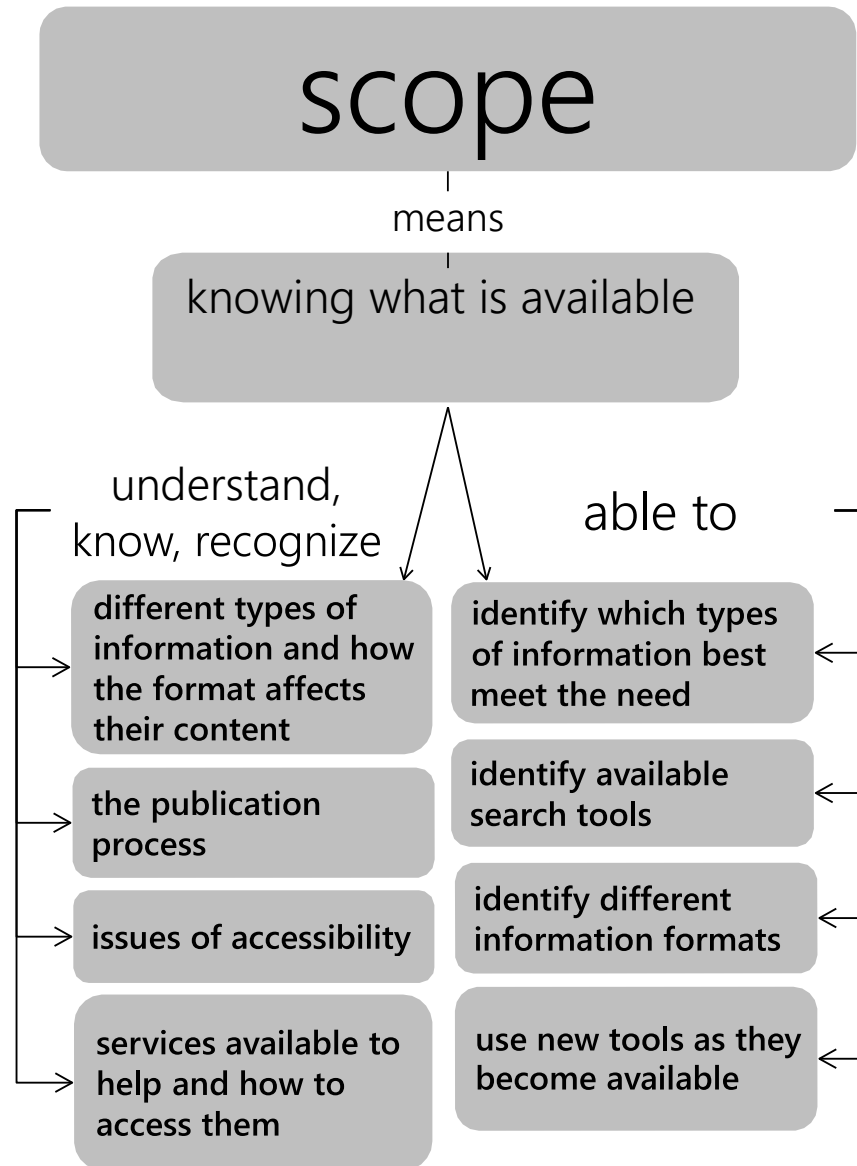 scope
means
knowing what is available
understand,
know, recognize
different types of
information and how
the format affects
their content
the publication
process
issues of accessibility
services available to
help and how to
access them
able to
identify which types
of information best
meet the need
identify available
search tools
identify different
information formats
use new tools as they
become available